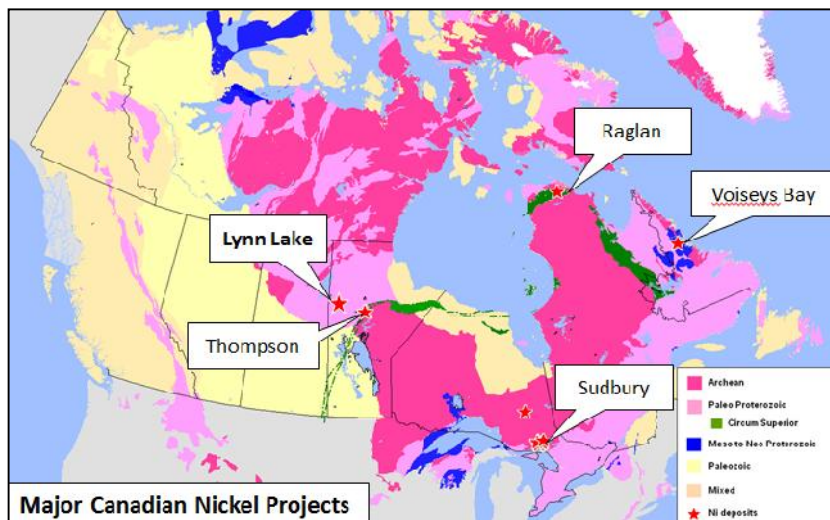 Raglan
Voiseys Bay
Lynn Lake
Thompson
Sudbury
Archean
Paleo Proterozoic
Circum Superior
Meso to Neo Proterozoic
Paleozoic
Mixed
Ni deposits
Major Canadian Nickel Projects